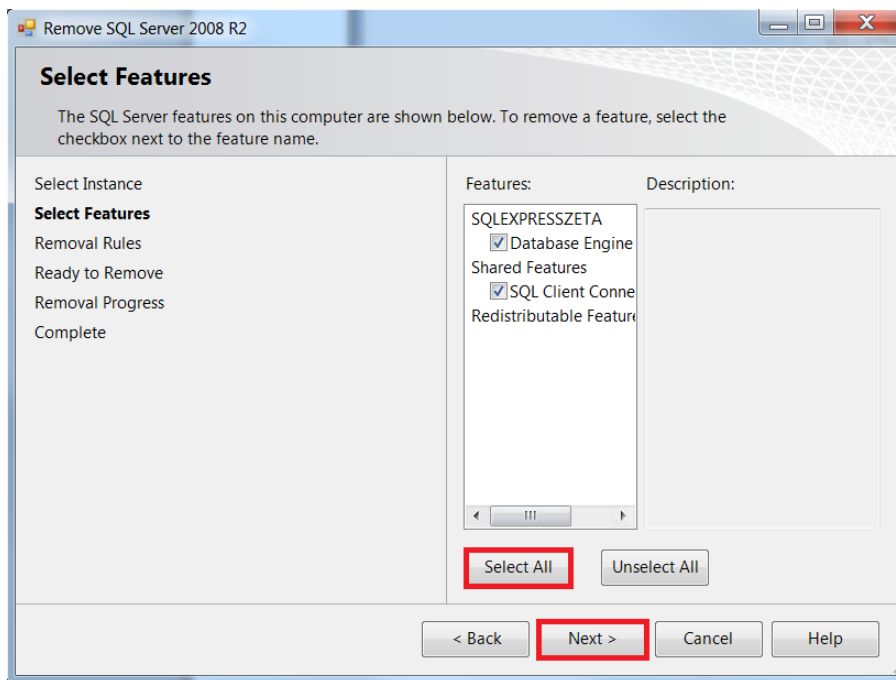 Remove SQL Server 2008 R2
Select Features
The SQL Server features on this computer are shown below. To remove a feature, select the
checkbox next to the feature name.
Select Instance
Select Features
Removal Rules
Ready to Remove
Removal Progress
Complete
Features:
Description:
SQLEXPRESSZETA
Database Engine
Shared Features
SQL Client Conne
Redistributable Feature
Select All
Unselect All
< Back
Next >
Cancel
Help